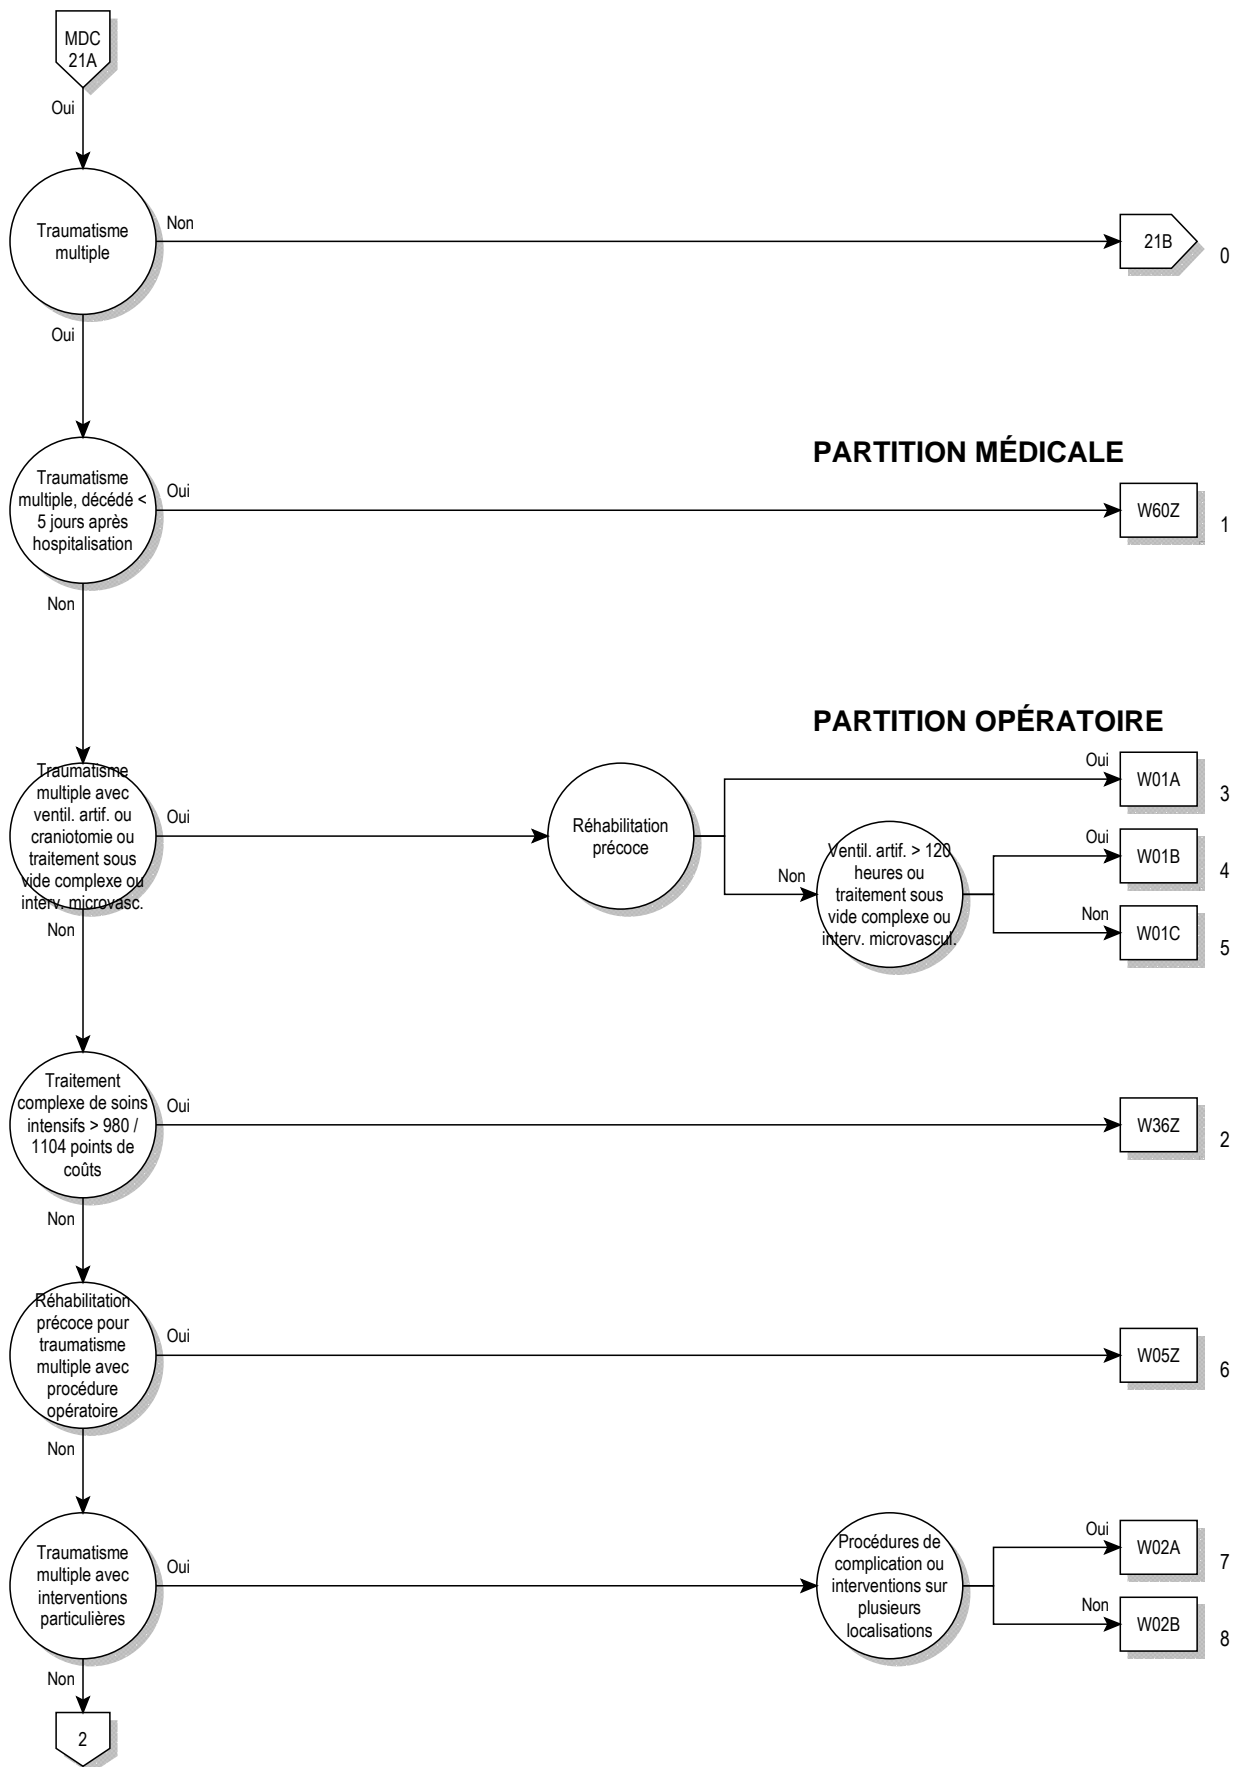 MDC
21A
Oui
Traumatisme
multiple
Non
21B
0
Oui
PARTITION MÉDICALE
Traumatisme
multiple, décédé <
5 jours après
hospitalisation
Oui
W60Z
1
Non
PARTITION OPÉRATOIRE
Traumatisme
multiple avec
ventil. artif. ou
craniotomie ou
traitement sous
vide complexe ou
interv. microvasc.
Oui
Réhabilitation
précoce
Oui
W01A
3
Non
Ventil. artif. > 120
heures ou
traitement sous
vide complexe ou
interv. microvascul.
Oui
W01B
4
Non
W01C
5
Non
Traitement
complexe de soins
intensifs > 980 /
1104 points de
coûts
Oui
W36Z
2
Non
Réhabilitation
précoce pour
traumatisme
multiple avec
procédure
opératoire
Oui
W05Z
6
Non
Traumatisme
multiple avec
interventions
particulières
Oui
Procédures de
complication ou
interventions sur
plusieurs
localisations
Oui
W02A
7
Non
W02B
8
Non
2